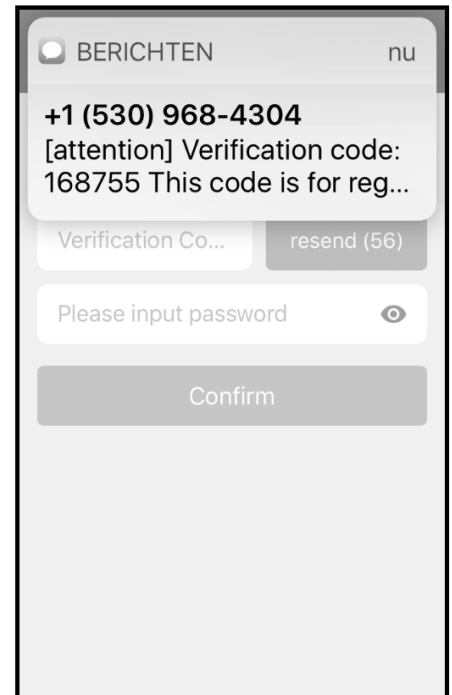 BERICHTEN nu
+1 (530) 968-4304
[attention] Verification code:
168755 This code is for reg...
Verification Co... resend (56)
Please input password
Confirm